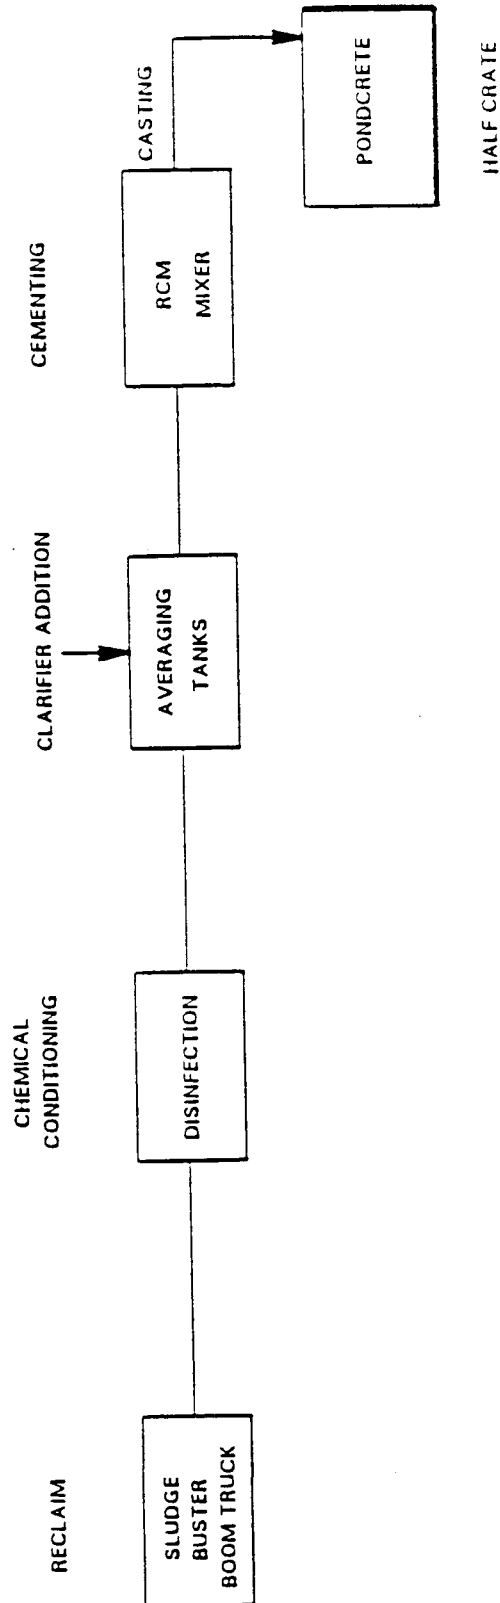 RECLAIM
SLUDGE
BUSTER
BOOM TRUCK
CHEMICAL
CONDITIONING
DISINFECTION
CLARIFIER ADDITION
AVERAGING
TANKS
CEMENTING
RCM
MIXER
CASTING
PONDCRETE
HALF CRATE